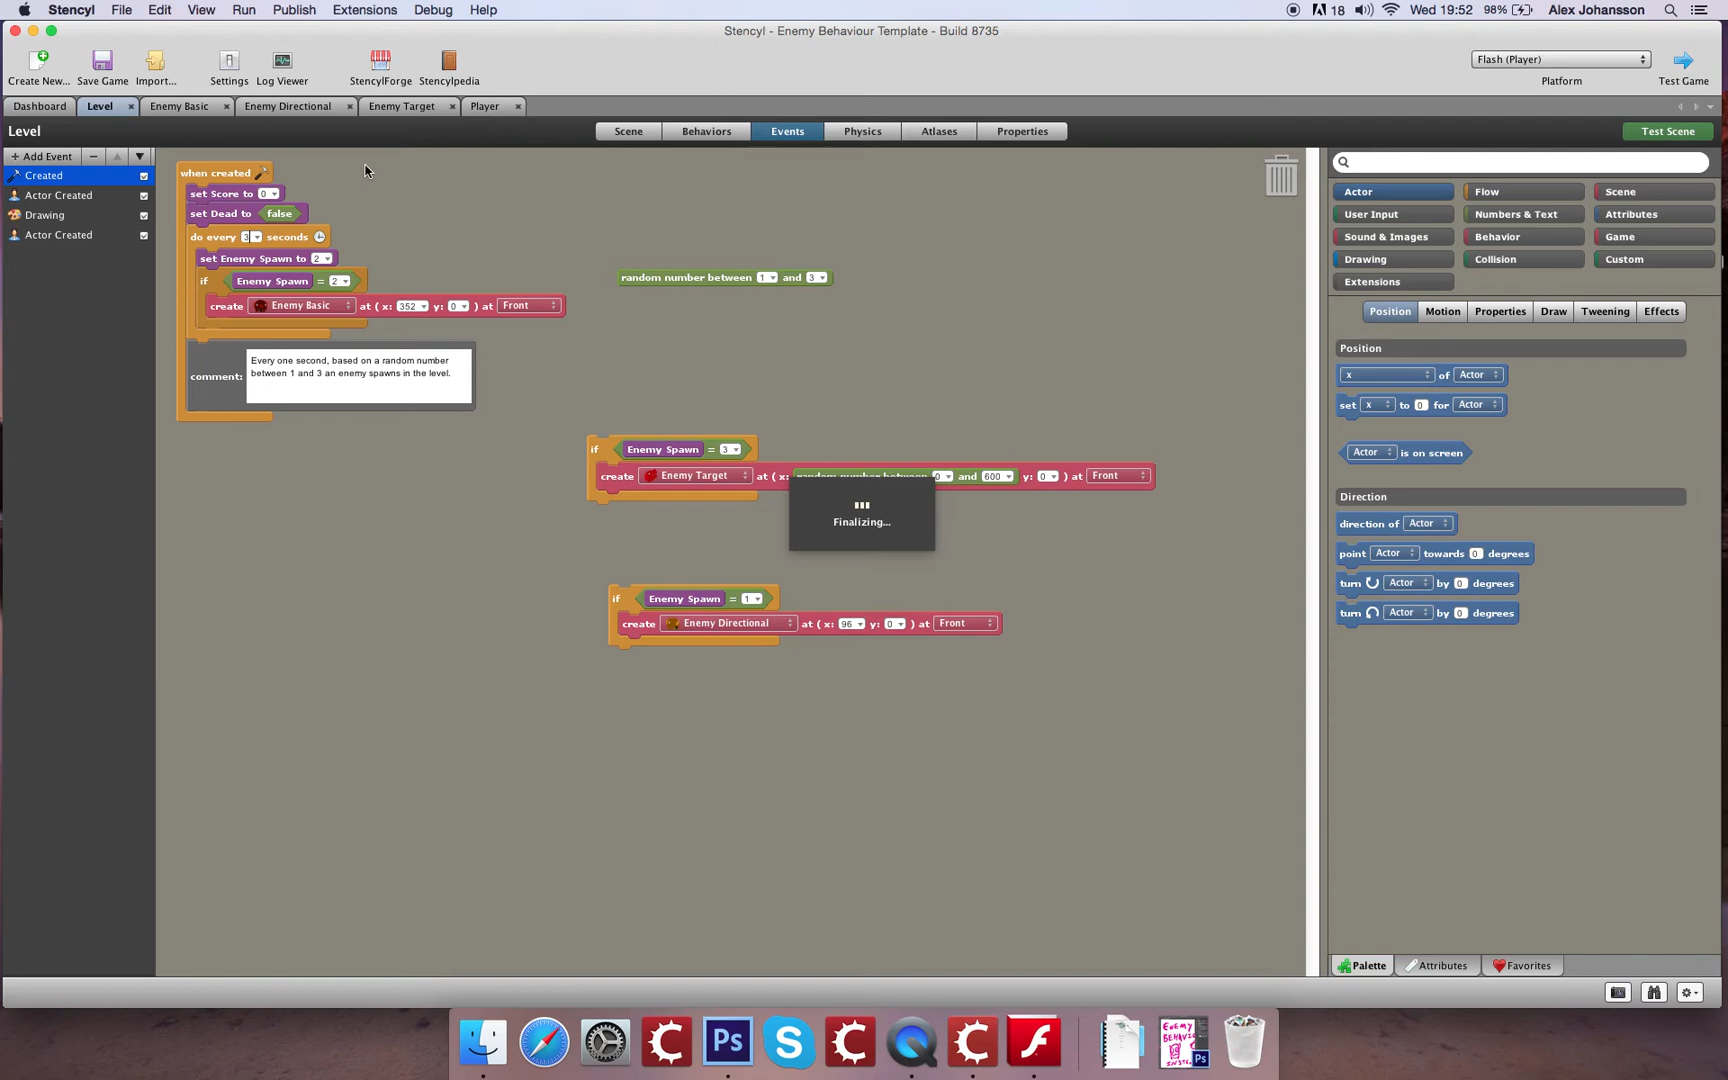 Stencyl File Edit View Run Publish Extensions Debug Help 18 Wed 19:52 98% Alex Johansson
Stencyl - Enemy Behaviour Template - Build 8735
Create New... Save Game Import... Settings Log Viewer StencylForge Stencylpedia Flash (Player) Platform Test Game
Dashboard Level Enemy Basic Enemy Directional Enemy Target Player
Level Scene Behaviors Events Physics Atlases Properties Test Scene
+ Add Event
Created
Actor Created
Drawing
Actor Created
when created
set Score to 0
set Dead to false
do every 3 seconds
set Enemy Spawn to 2
if Enemy Spawn = 2
create Enemy Basic at ( x: 352 y: 0 ) at Front
comment: Every one second, based on a random number
between 1 and 3 an enemy spawns in the level.
random number between 1 and 3
if Enemy Spawn = 3
create Enemy Target at ( x: random number between 0 and 600 y: 0 ) at Front
Finalizing...
if Enemy Spawn = 1
create Enemy Directional at ( x: 96 y: 0 ) at Front
Actor Flow Scene
User Input Numbers & Text Attributes
Sound & Images Behavior Game
Drawing Collision Custom
Extensions
Position Motion Properties Draw Tweening Effects
Position
x of Actor
set x to 0 for Actor
Actor is on screen
Direction
direction of Actor
point Actor towards 0 degrees
turn Actor by 0 degrees
turn Actor by 0 degrees
Palette Attributes Favorites
Ps
ENEMY
Ps